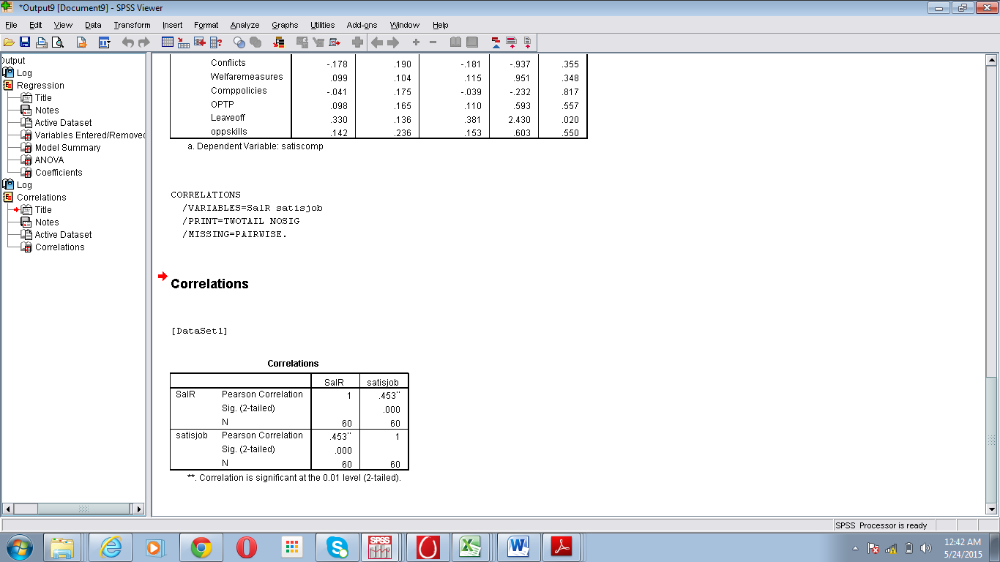 *Output9 [Document9] - SPSS Viewer
File Edit View Data Transform Insert Format Analyze Graphs Utilities Add-ons Window Help
Output
Log
Regression
Title
Notes
Active Dataset
Variables Entered/Removed
Model Summary
ANOVA
Coefficients
Log
Correlations
Title
Notes
Active Dataset
Correlations
Conflicts -.178 .190 -.181 -.937 .355
Welfaremeasures .099 .104 .115 .951 .348
Comppolicies -.041 .175 -.039 -.232 .817
OPTP .098 .165 .110 .593 .557
Leaveoff .330 .136 .381 2.430 .020
oppskills .142 .236 .153 .603 .550
a. Dependent Variable: satiscomp
CORRELATIONS
/VARIABLES=SalR satisjob
/PRINT=TWOTAIL NOSIG
/MISSING=PAIRWISE.
Correlations
[DataSet1]
Correlations
SalR satisjob
SalR Pearson Correlation 1 .453**
Sig. (2-tailed) .000
N 60 60
satisjob Pearson Correlation .453** 1
Sig. (2-tailed) .000
N 60 60
**. Correlation is significant at the 0.01 level (2-tailed).
SPSS Processor is ready
SPSS
12:42 AM
5/24/2015